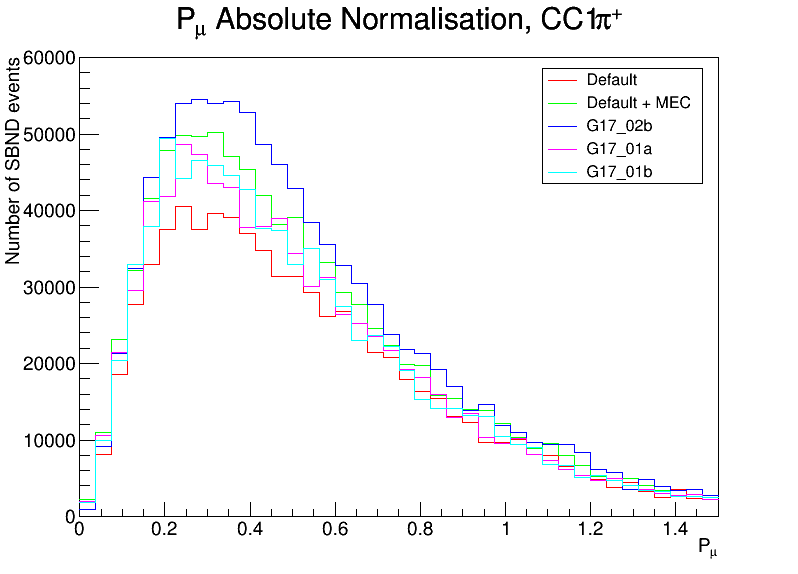 Pμ Absolute Normalisation, CC1π+
Number of SBND events
60000
50000
40000
30000
20000
10000
0
Default
Default + MEC
G17_02b
G17_01a
G17_01b
0 0.2 0.4 0.6 0.8 1 1.2 1.4
Pμ